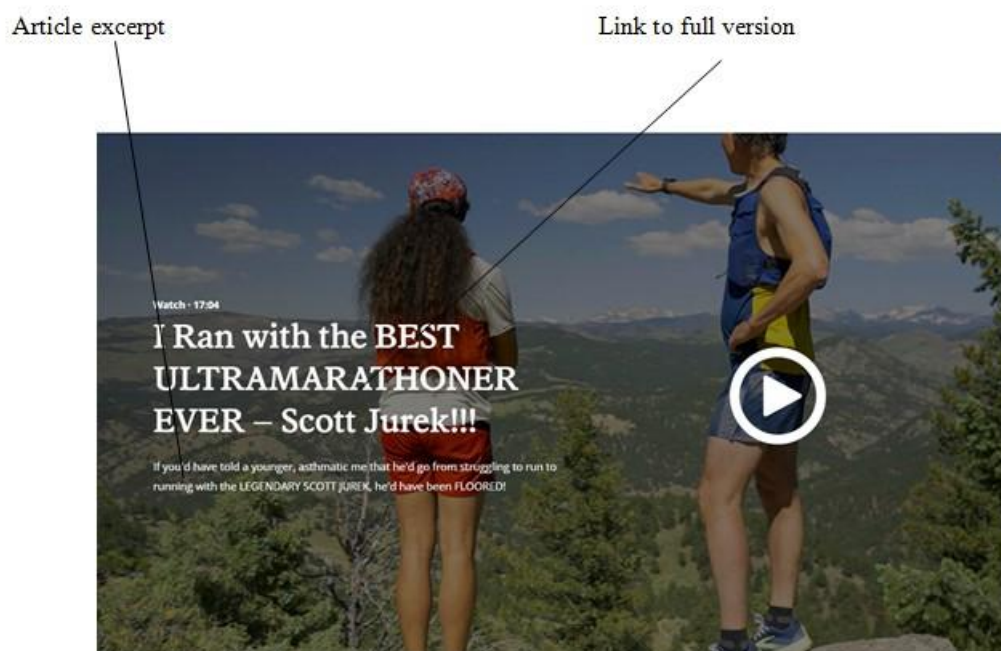 Article excerpt
Link to full version
Watch · 17:04
I Ran with the BEST
ULTRAMARATHONER
EVER – Scott Jurek!!!
If you'd have told a younger, asthmatic me that he'd go from struggling to run to
running with the LEGENDARY SCOTT JUREK, he'd have been FLOORED!